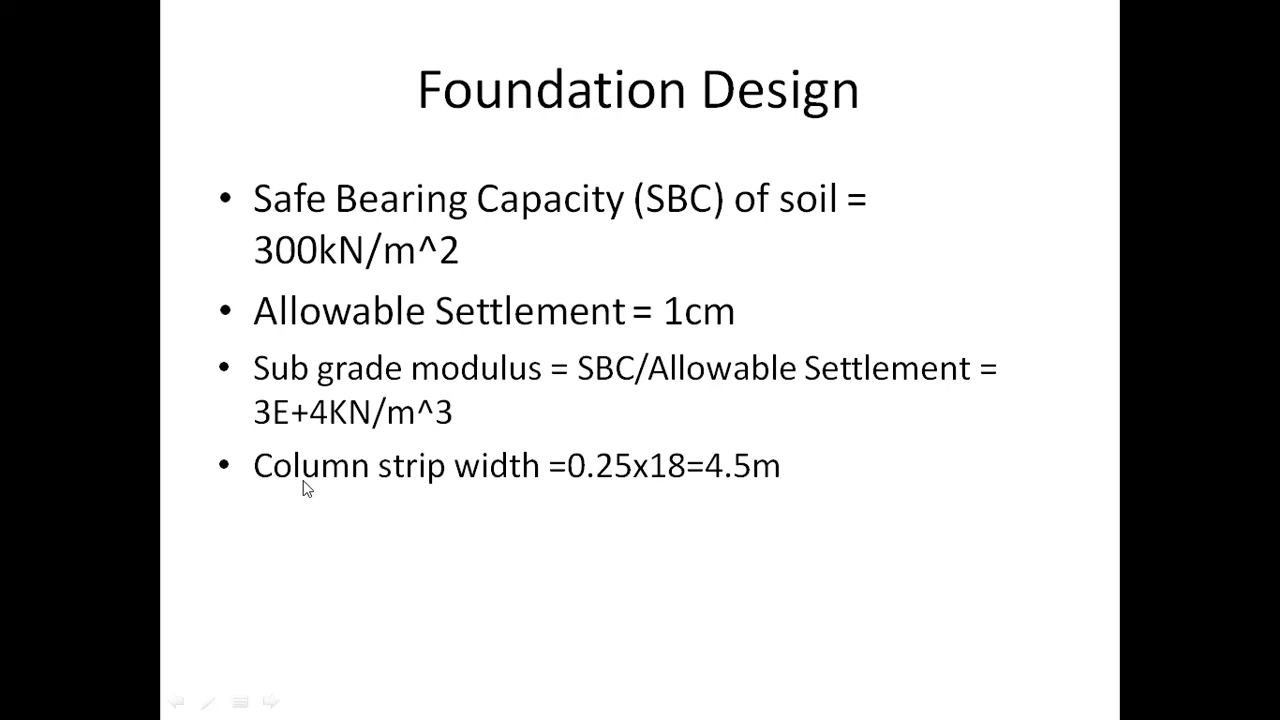 Foundation Design
• Safe Bearing Capacity (SBC) of soil =
300kN/m^2
• Allowable Settlement = 1cm
• Sub grade modulus = SBC/Allowable Settlement =
3E+4KN/m^3
• Column strip width =0.25x18=4.5m